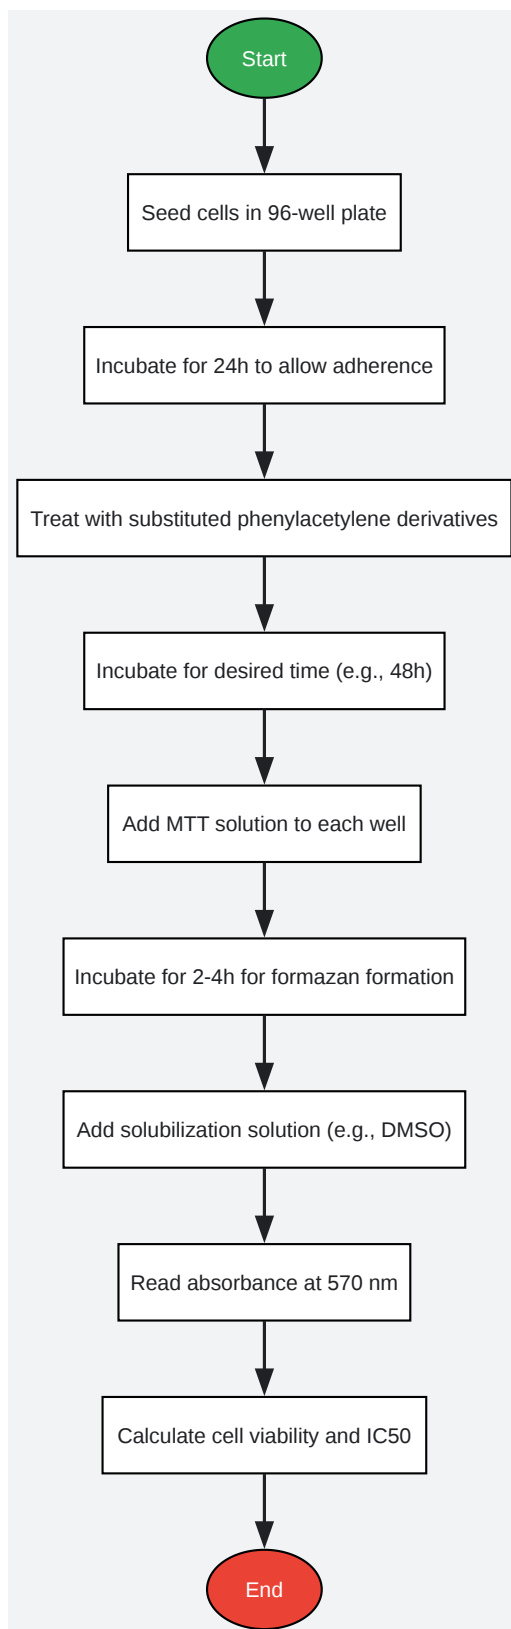 Start
Seed cells in 96-well plate
Incubate for 24h to allow adherence
Treat with substituted phenylacetylene derivatives
Incubate for desired time (e.g., 48h)
Add MTT solution to each well
Incubate for 2-4h for formazan formation
Add solubilization solution (e.g., DMSO)
Read absorbance at 570 nm
Calculate cell viability and IC50
End